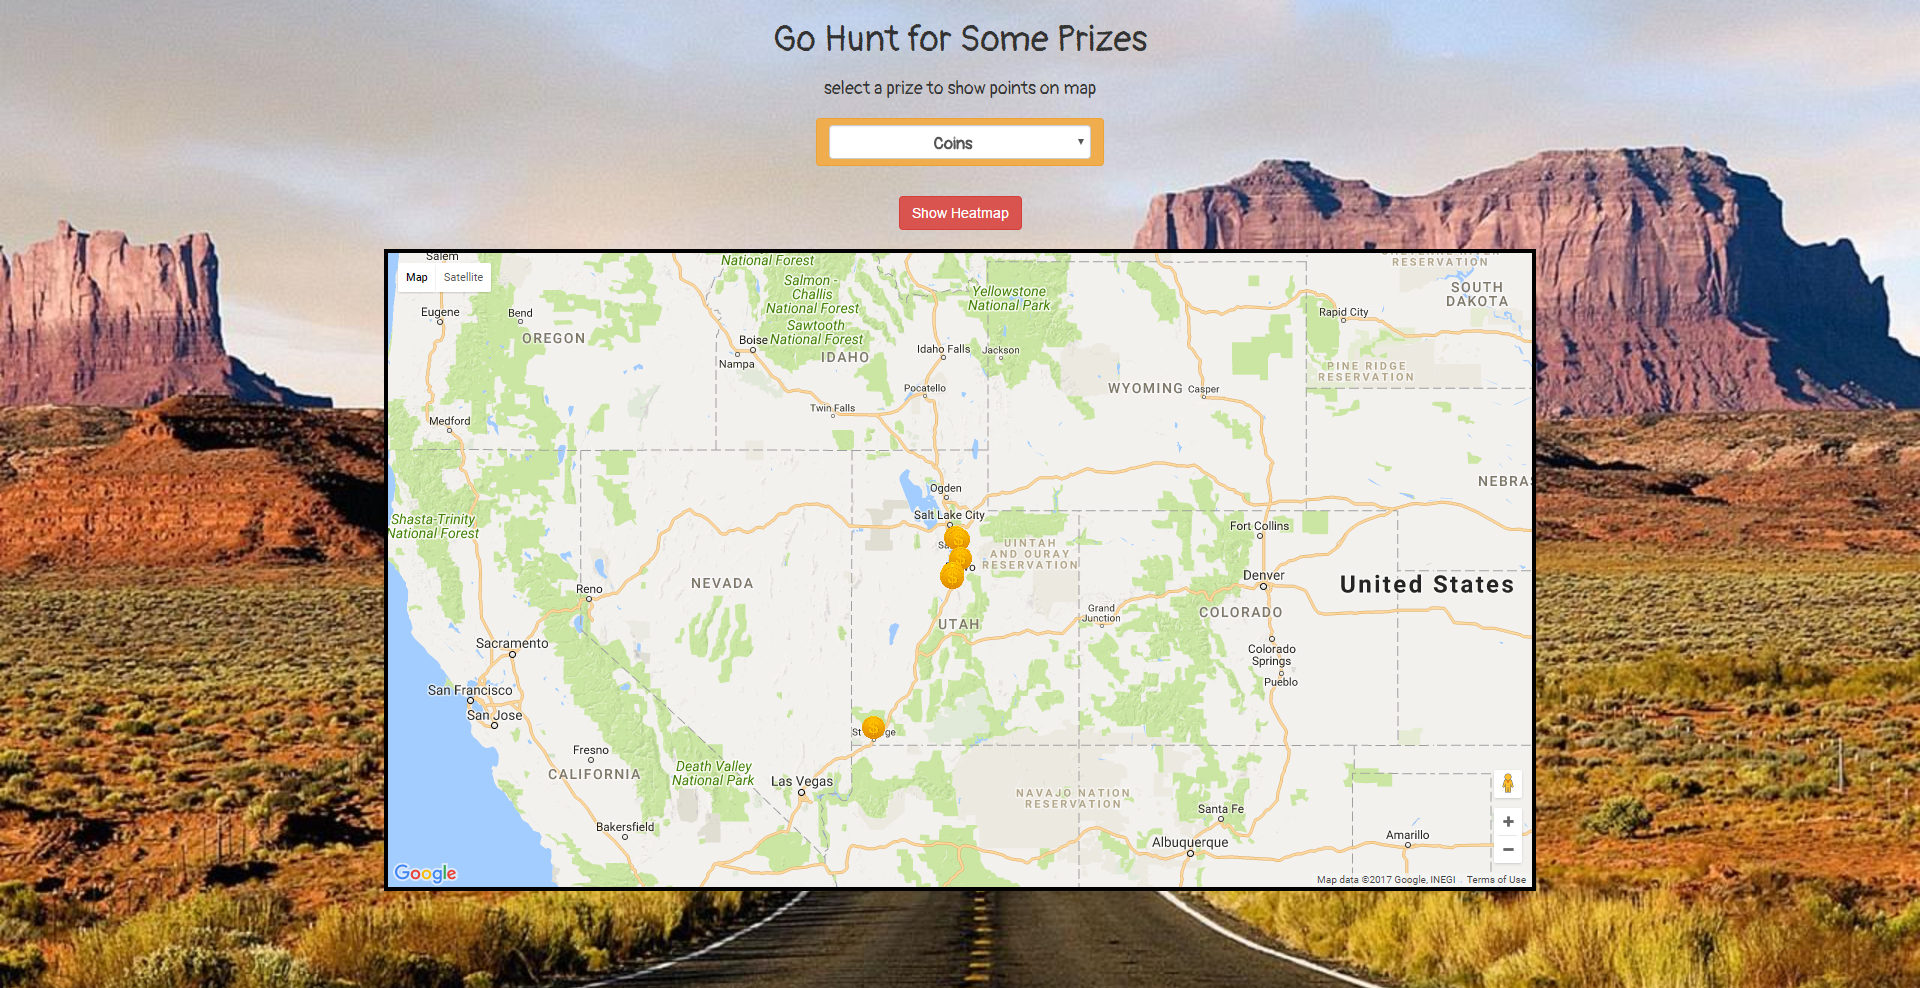 Go Hunt for Some Prizes
select a prize to show points on map
Coins
Show Heatmap
Salem
Map
Satellite
National Forest
Salmon -
Challis
National Forest
Sawtooth
National Forest
Yellowstone
National Park
RESERVATION
SOUTH
DAKOTA
Eugene
Bend
OREGON
Boise
Nampa
IDAHO
Idaho Falls
Jackson
Rapid City
PINE RIDGE
RESERVATION
WYOMING
Casper
Pocatello
Twin Falls
Medford
Ogden
NEBRAS
Salt Lake City
Shasta-Trinity
National Forest
Fort Collins
UINTAH
AND OURAY
RESERVATION
NEVADA
Reno
Denver
United States
Grand
Junction
COLORADO
UTAH
Sacramento
Colorado
Springs
Pueblo
San Francisco
San Jose
St
ge
Fresno
CALIFORNIA
Death Valley
National Park
Las Vegas
NAVAJO NATION
RESERVATION
Santa Fe
Bakersfield
Albuquerque
Amarillo
+
−
Google
Map data ©2017 Google, INEGI
Terms of Use